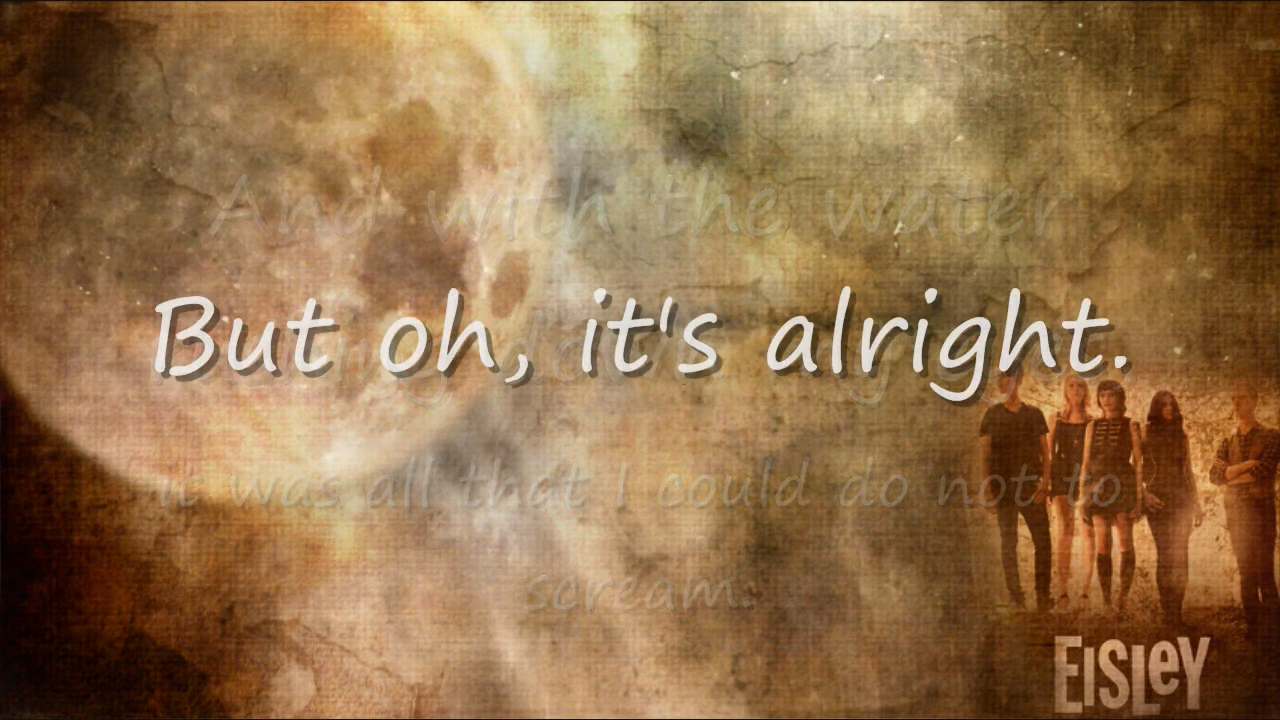 And with the water
But oh, it's alright.
it was all that I could do not to
scream.
EISLEY